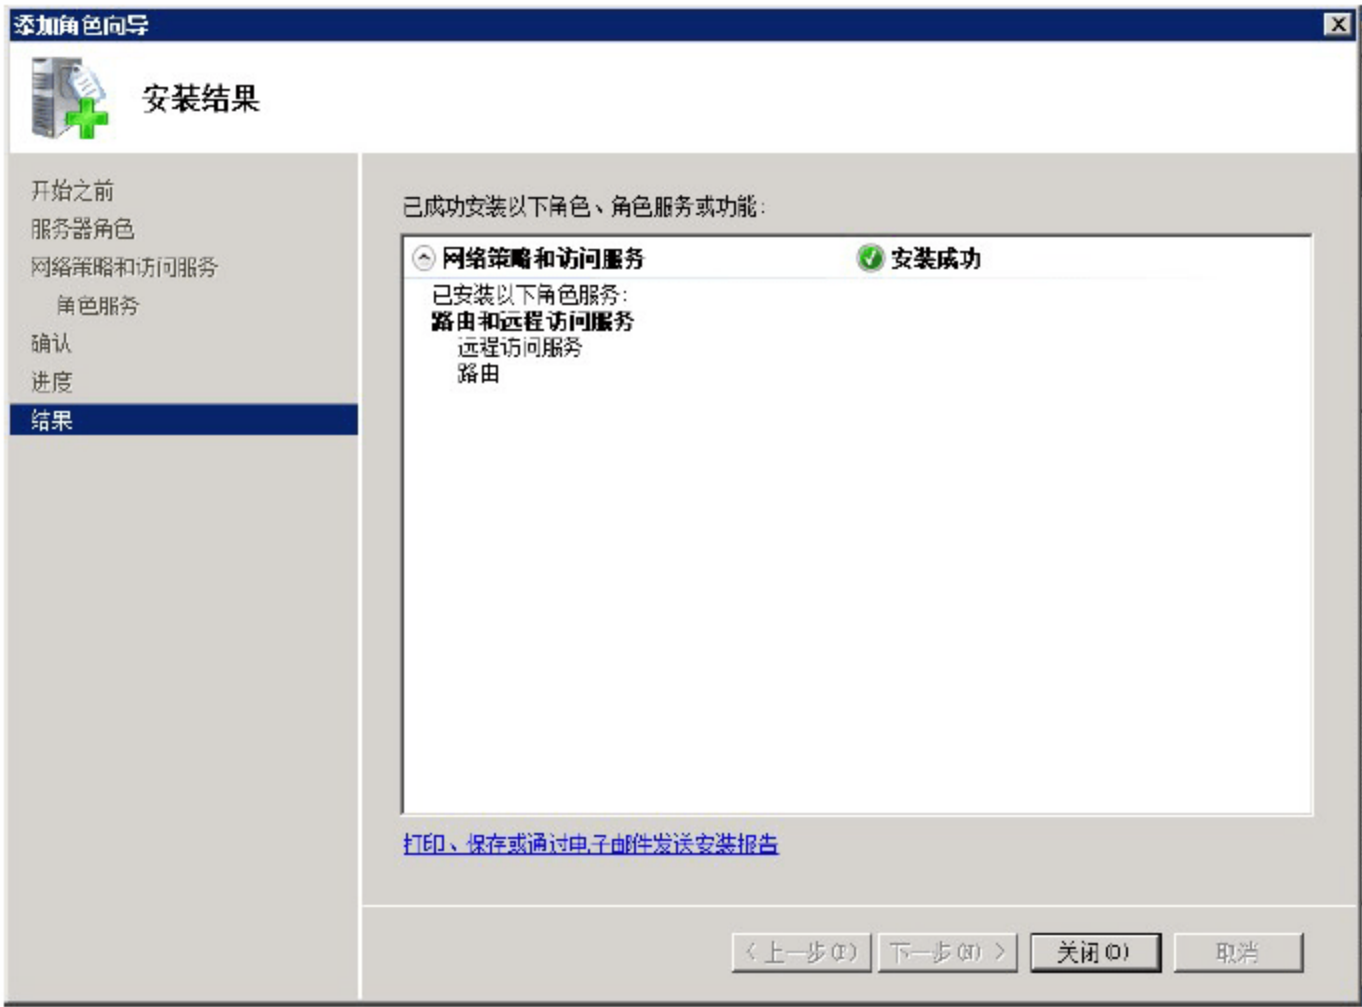 添加角色向导
安装结果
开始之前
服务器角色
网络策略和访问服务
角色服务
确认
进度
结果
已成功安装以下角色、角色服务或功能:
网络策略和访问服务 安装成功
已安装以下角色服务:
路由和远程访问服务
远程访问服务
路由
打印、保存或通过电子邮件发送安装报告
< 上一步(P) 下一步(N) > 关闭(O) 取消